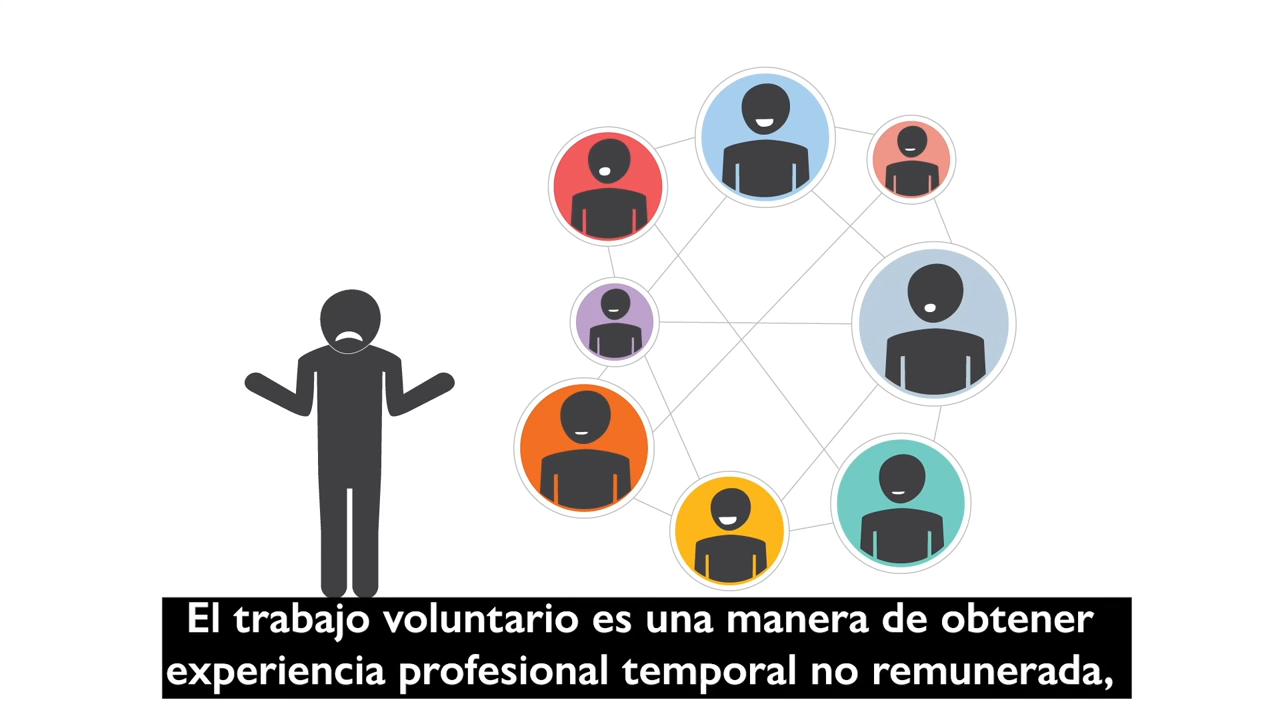 El trabajo voluntario es una manera de obtener
experiencia profesional temporal no remunerada,